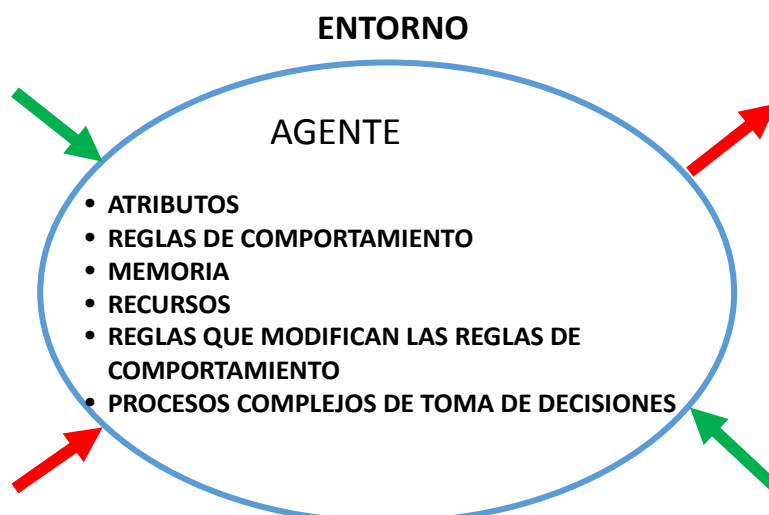 ENTORNO
AGENTE
• ATRIBUTOS
• REGLAS DE COMPORTAMIENTO
• MEMORIA
• RECURSOS
• REGLAS QUE MODIFICAN LAS REGLAS DE
COMPORTAMIENTO
• PROCESOS COMPLEJOS DE TOMA DE DECISIONES